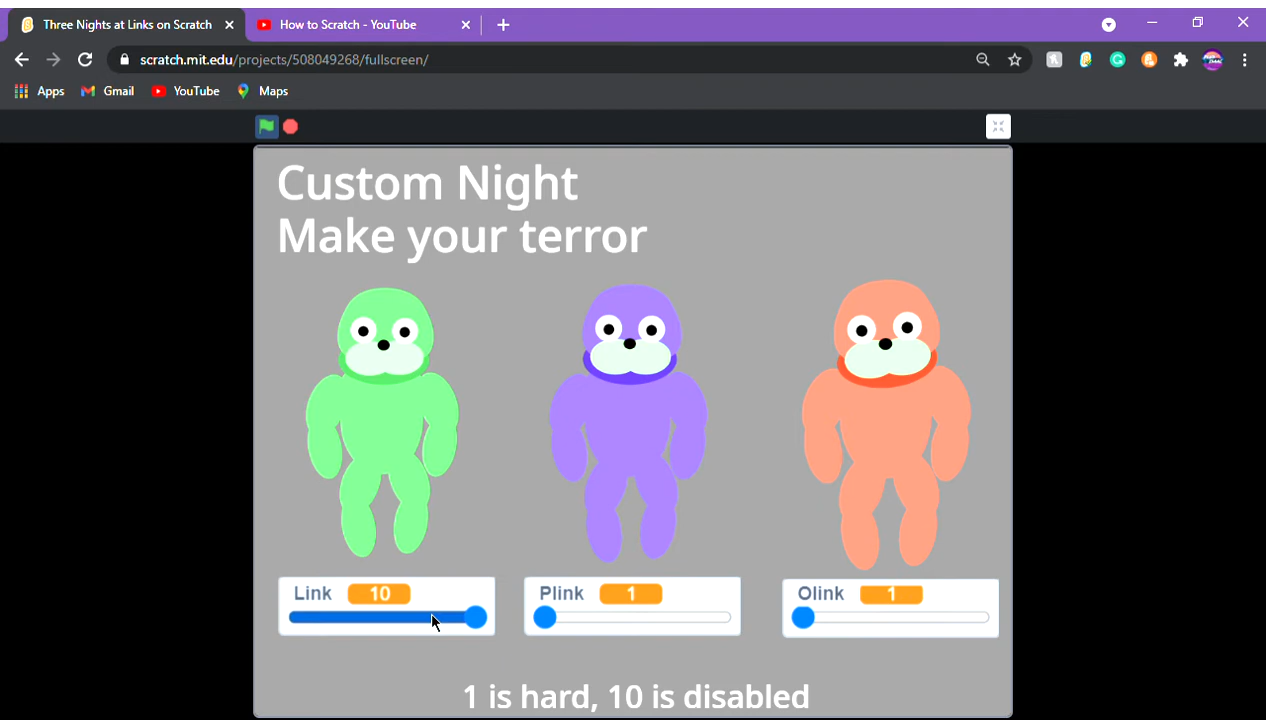 Three Nights at Links on Scratch
How to Scratch - YouTube
scratch.mit.edu/projects/508049268/fullscreen/
Apps
Gmail
YouTube
Maps
Custom Night
Make your terror
Link 10
Plink 1
Olink 1
1 is hard, 10 is disabled